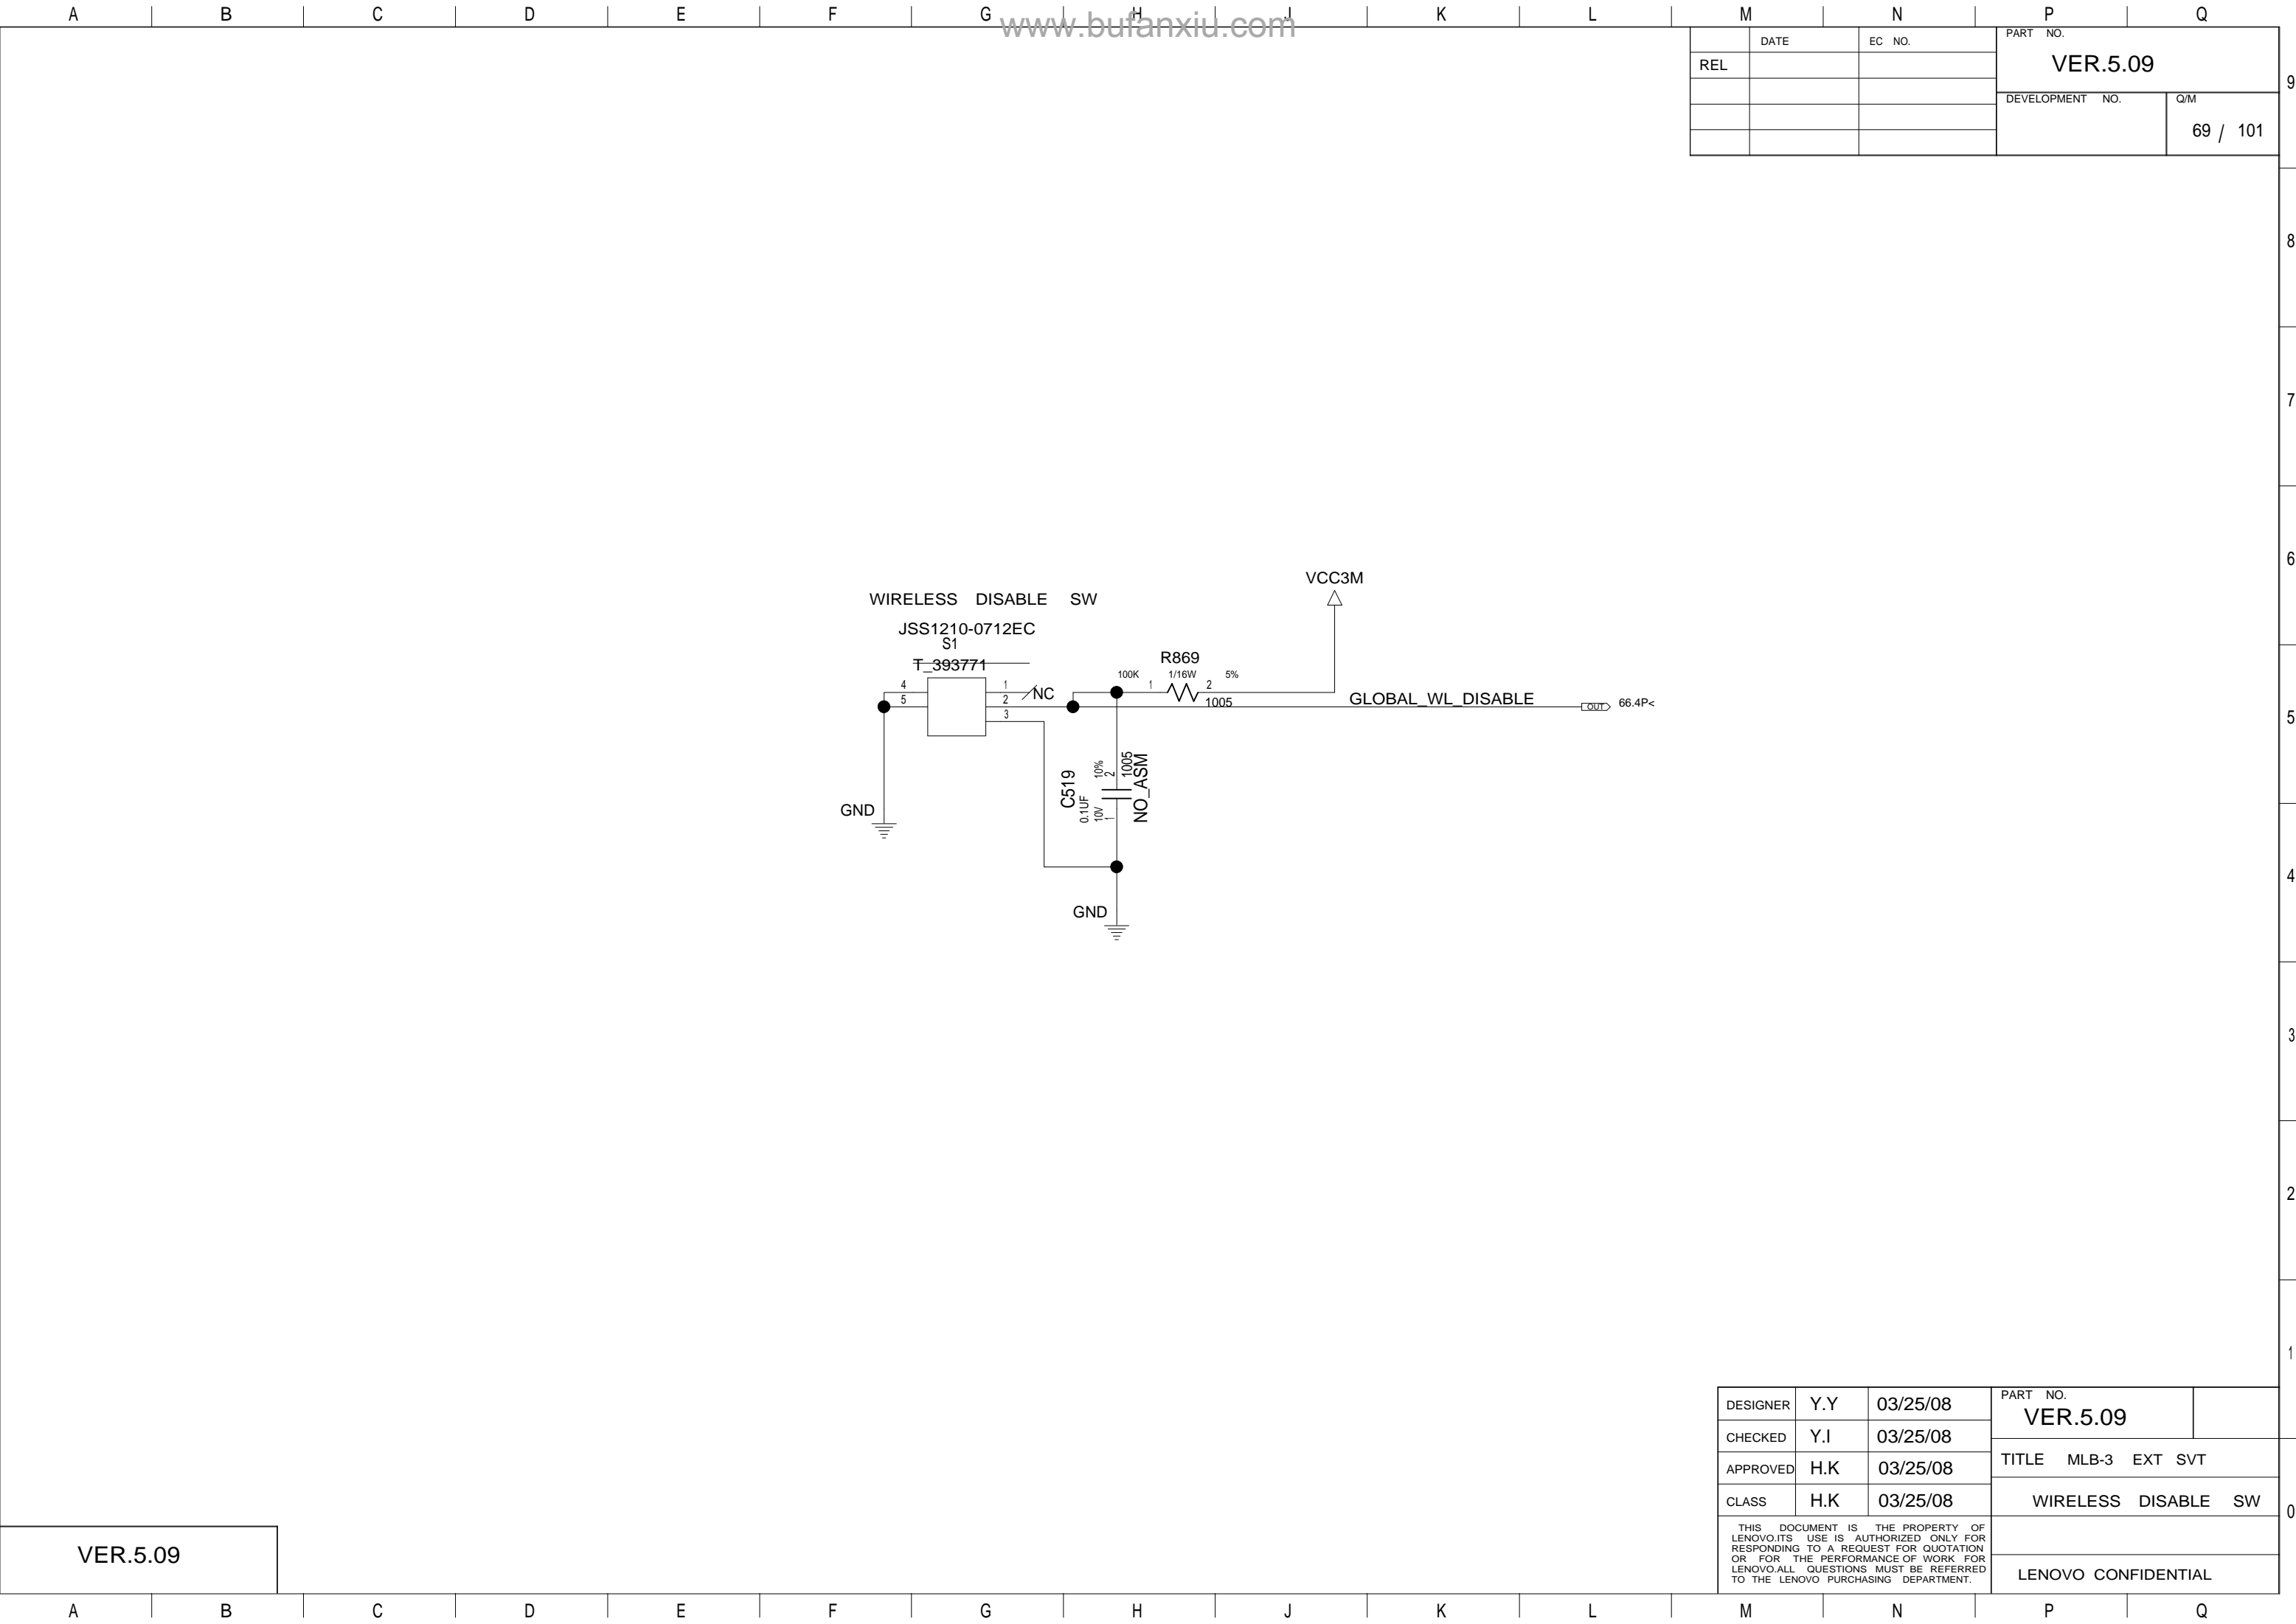 A B C D E F G H J K L M N P Q
www.bufanxiu.com
DATE EC NO.
REL
PART NO.
VER.5.09
DEVELOPMENT NO.
Q/M
69 / 101
9
8
7
6
5
4
3
2
1
0
WIRELESS DISABLE SW
JSS1210-0712EC
S1
T_393771
4
5
1
2
3
NC
GND
VCC3M
R869
100K 1/16W 5%
1 2
1005
GLOBAL_WL_DISABLE
OUT 66.4P<
C519
0.1UF
10% 10V
2 1
1005
NO_ASM
GND
DESIGNER Y.Y 03/25/08
CHECKED Y.I 03/25/08
APPROVED H.K 03/25/08
CLASS H.K 03/25/08
PART NO.
VER.5.09
TITLE MLB-3 EXT SVT
WIRELESS DISABLE SW
THIS DOCUMENT IS THE PROPERTY OF
LENOVO.ITS USE IS AUTHORIZED ONLY FOR
RESPONDING TO A REQUEST FOR QUOTATION
OR FOR THE PERFORMANCE OF WORK FOR
LENOVO.ALL QUESTIONS MUST BE REFERRED
TO THE LENOVO PURCHASING DEPARTMENT.
LENOVO CONFIDENTIAL
VER.5.09
A B C D E F G H J K L M N P Q